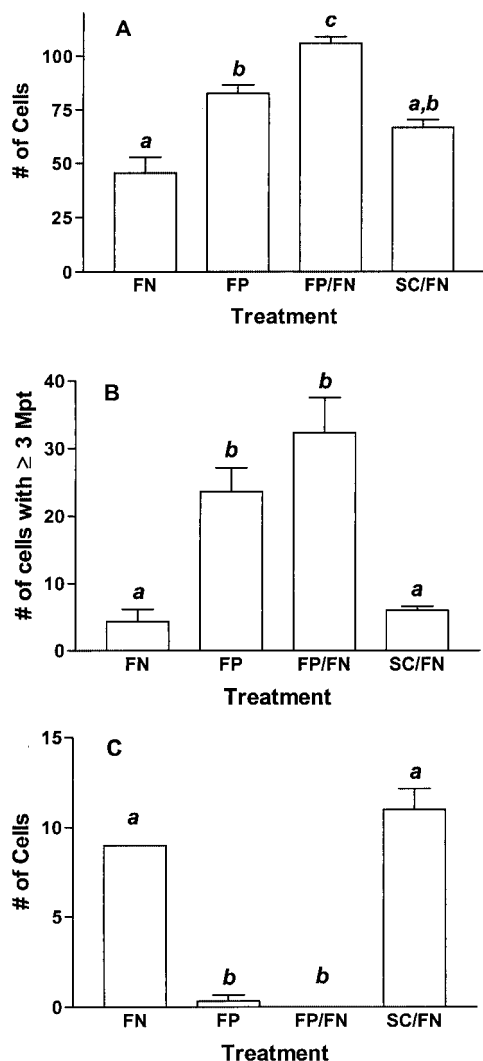 A
# of Cells
100
75
50
25
0
a
b
c
a,b
FN
FP
FP/FN
SC/FN
Treatment
B
# of cells with ≥ 3 Mpt
40
30
20
10
0
a
b
b
a
FN
FP
FP/FN
SC/FN
Treatment
C
# of Cells
15
10
5
0
a
b
b
a
FN
FP
FP/FN
SC/FN
Treatment